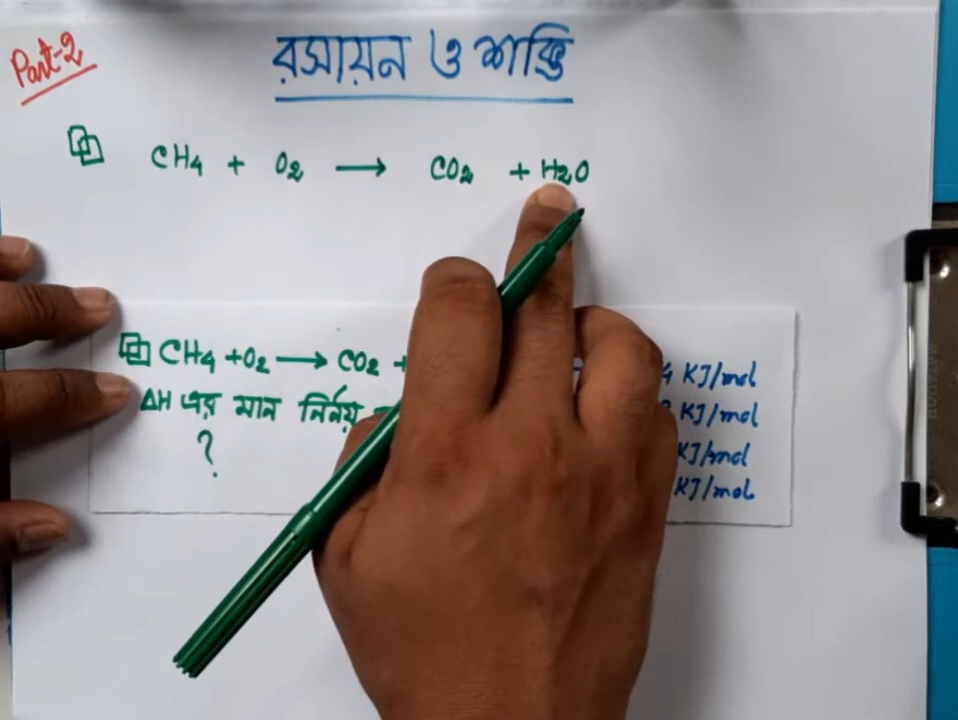 Part-2
রসায়ন ও শক্তি
CH4 + O2 → CO2 + H2O
CH4 + O2 → CO2 +
ΔH এর মান নির্নয়
?
KJ/mol
KJ/mol
KJ/mol
KJ/mol